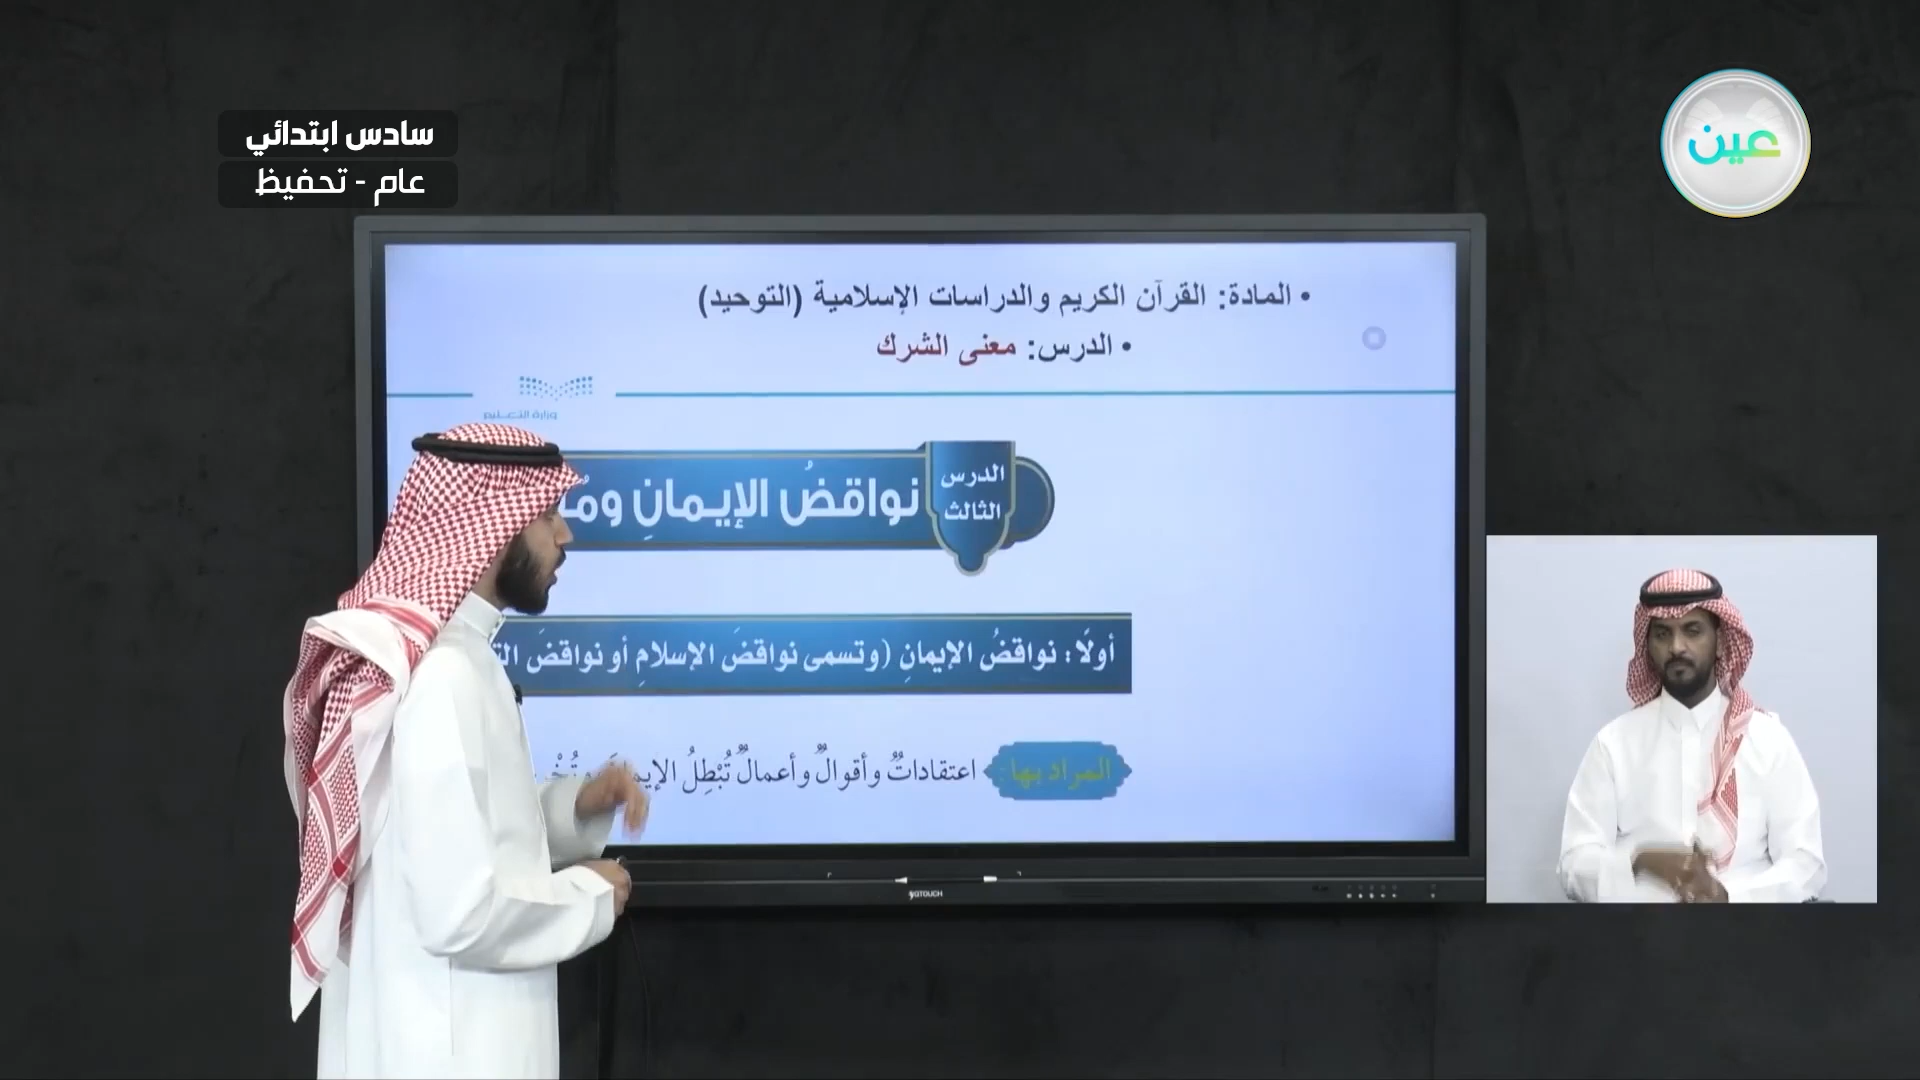 سادس ابتدائي
عام - تحفيظ
عين
• المادة: القرآن الكريم والدراسات الإسلامية (التوحيد)
• الدرس: معنى الشرك
وزارة التعليم
الدرس
الثالث
نواقضُ الإيمانِ
أولًا: نواقضُ الإيمانِ (وتسمى نواقضَ الإسلامِ أو نواقضَ
المراد بها:
اعتقاداتٌ وأقوالٌ وأعمالٌ تُبْطِلُ